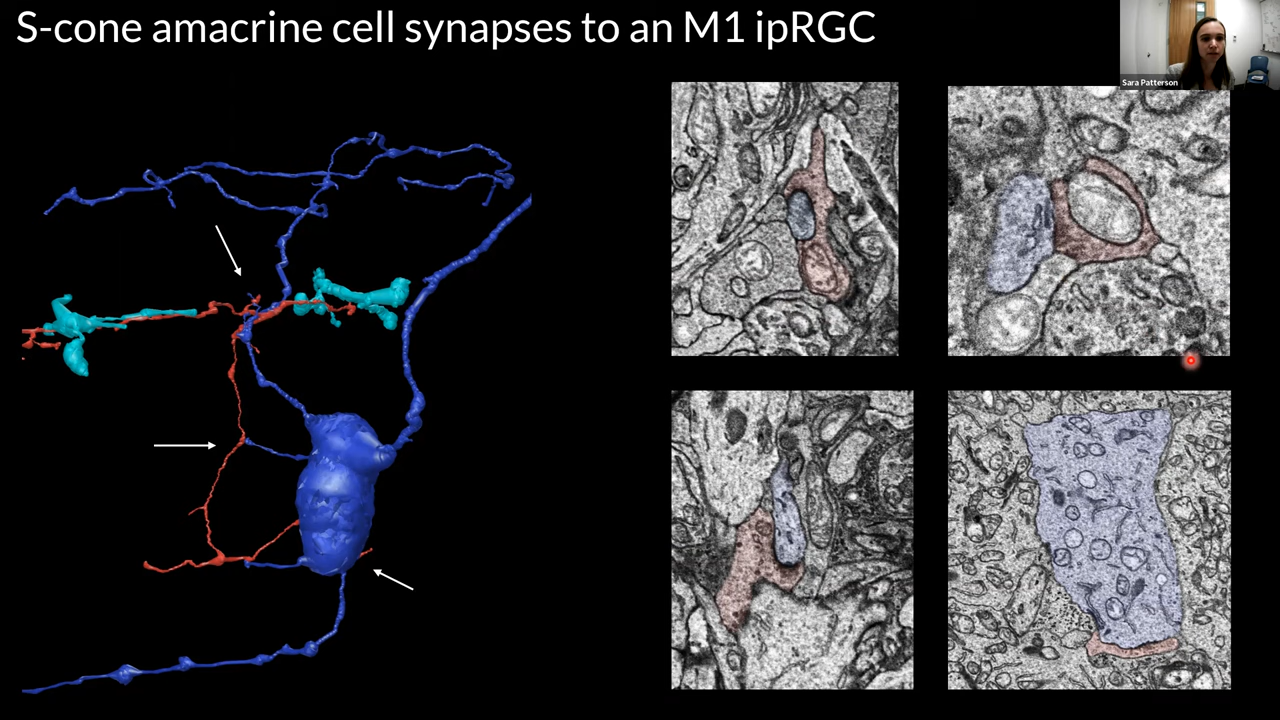 S-cone amacrine cell synapses to an M1 ipRGC
Sara Patterson